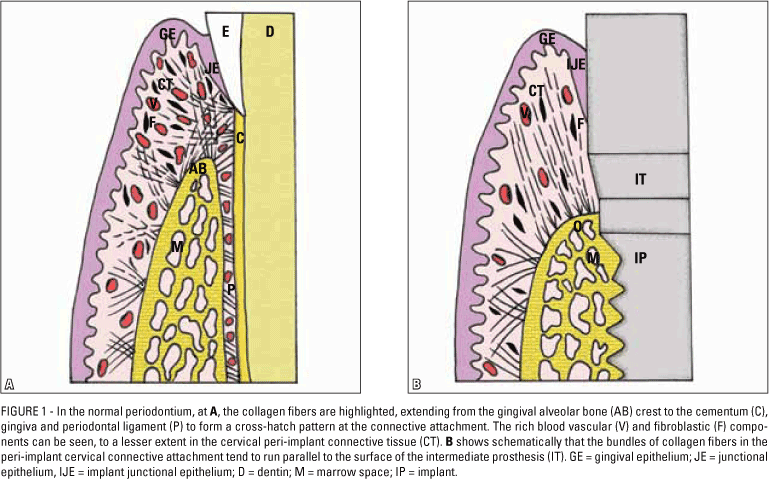 GE
E
D
JE
CT
V
F
C
AB
M
P
A
GE
IJE
CT
V
F
IT
O
M
IP
B
FIGURE 1 - In the normal periodontium, at A, the collagen fibers are highlighted, extending from the gingival alveolar bone (AB) crest to the cementum (C),
gingiva and periodontal ligament (P) to form a cross-hatch pattern at the connective attachment. The rich blood vascular (V) and fibroblastic (F) compo-
nents can be seen, to a lesser extent in the cervical peri-implant connective tissue (CT). B shows schematically that the bundles of collagen fibers in the
peri-implant cervical connective attachment tend to run parallel to the surface of the intermediate prosthesis (IT). GE = gingival epithelium; JE = junctional
epithelium, IJE = implant junctional epithelium; D = dentin; M = marrow space; IP = implant.